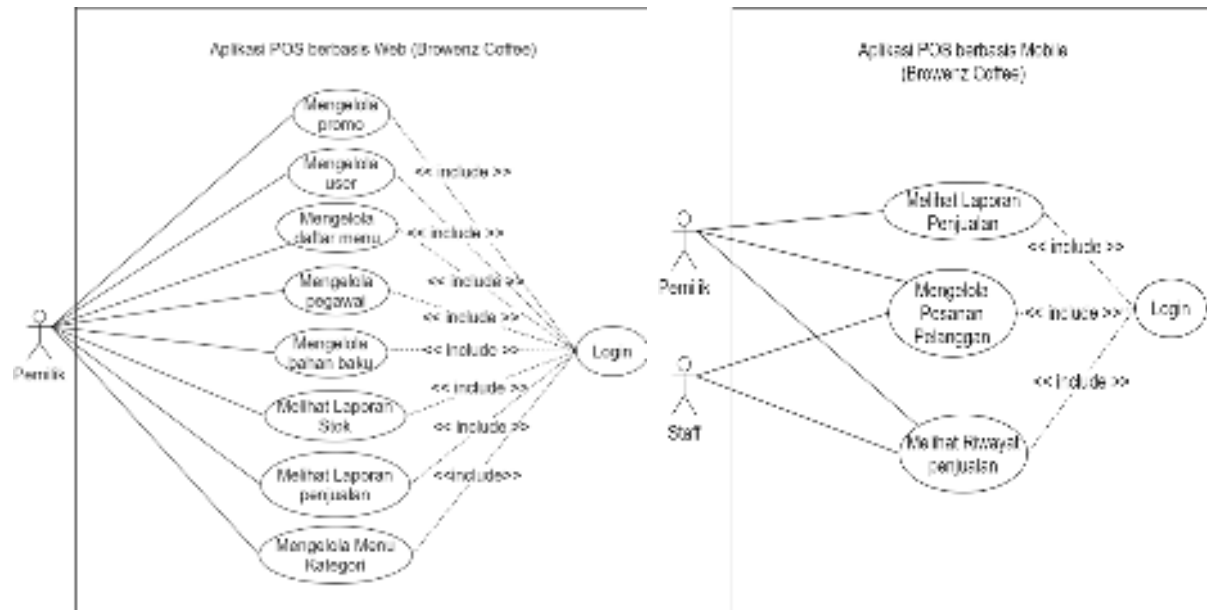 Aplikasi POS berbasis Web (Browenz Coffee)
Mengelola
promo
<< include >>
Mengelola
user
Mengelola
daftar menu
<< include >>
<< include >>
Mengelola
pegawai
<< include >>
Pemilik
Mengelola
bahan baku
<< include >>
Login
Melihat Laporan
Stok
<< include >>
<< include >>
Melihat Laporan
penjualan
<<include>>
Mengelola Menu
Kategori
Aplikasi POS berbasis Mobile
(Browenz Coffee)
Pemilik
Staff
Melihat Laporan
Penjualan
<< include >>
Mengelola
Pesanan
Pelanggan
<< include >>
Login
<< include >>
Melihat Riwayat
penjualan